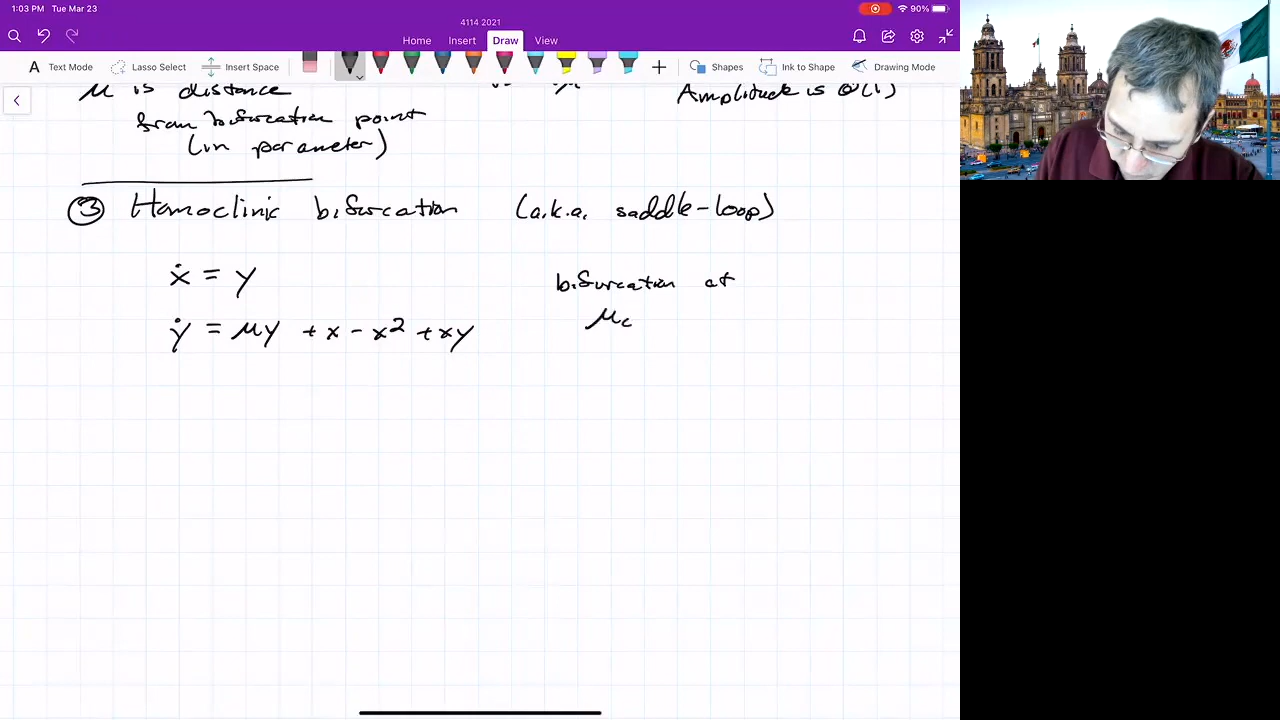 1:03 PM Tue Mar 23
90%
4114 2021
Home Insert Draw View
A Text Mode Lasso Select Insert Space Shapes Ink to Shape Drawing Mode
μ is distance
from bifurcation point
(in parameter)
Amplitude is O(1)
③ Homoclinic bifurcation (a.k.a. saddle-loop)
ẋ = y
ẏ = μy + x - x² + xy
bifurcation at
μc